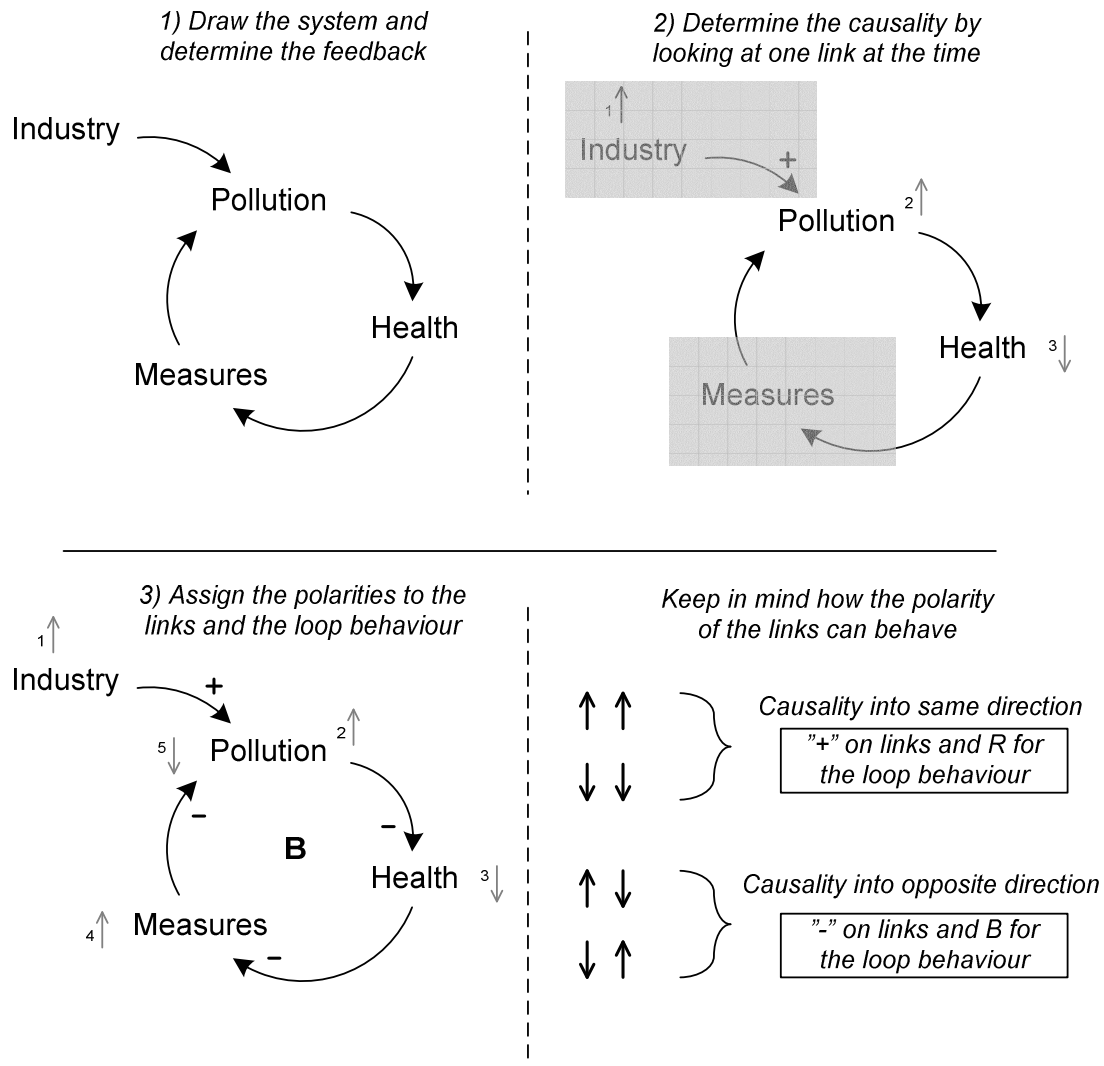 1) Draw the system and
determine the feedback
Industry
Pollution
Health
Measures
2) Determine the causality by
looking at one link at the time
1
Industry
+
Pollution
2
Health
3
Measures
3) Assign the polarities to the
links and the loop behaviour
1
Industry
+
5
Pollution
2
-
-
B
Health
3
4
Measures
-
Keep in mind how the polarity
of the links can behave
Causality into same direction
"+" on links and R for
the loop behaviour
Causality into opposite direction
"-" on links and B for
the loop behaviour